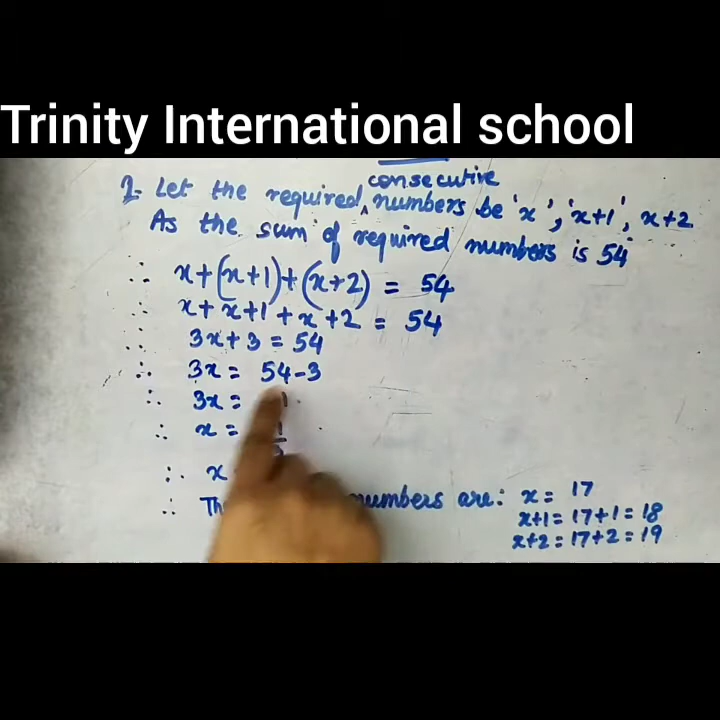 Trinity International school
2. Let the required, consecutive numbers be 'x', 'x+1', x+2
As the sum of required numbers is 54
∴ x+(x+1)+(x+2) = 54
∴ x+x+1+x+2 = 54
∴ 3x+3 = 54
∴ 3x = 54-3
∴ 3x =
∴ x =
∴ x
∴ numbers are: x = 17
x+1 = 17+1 = 18
x+2 = 17+2 = 19